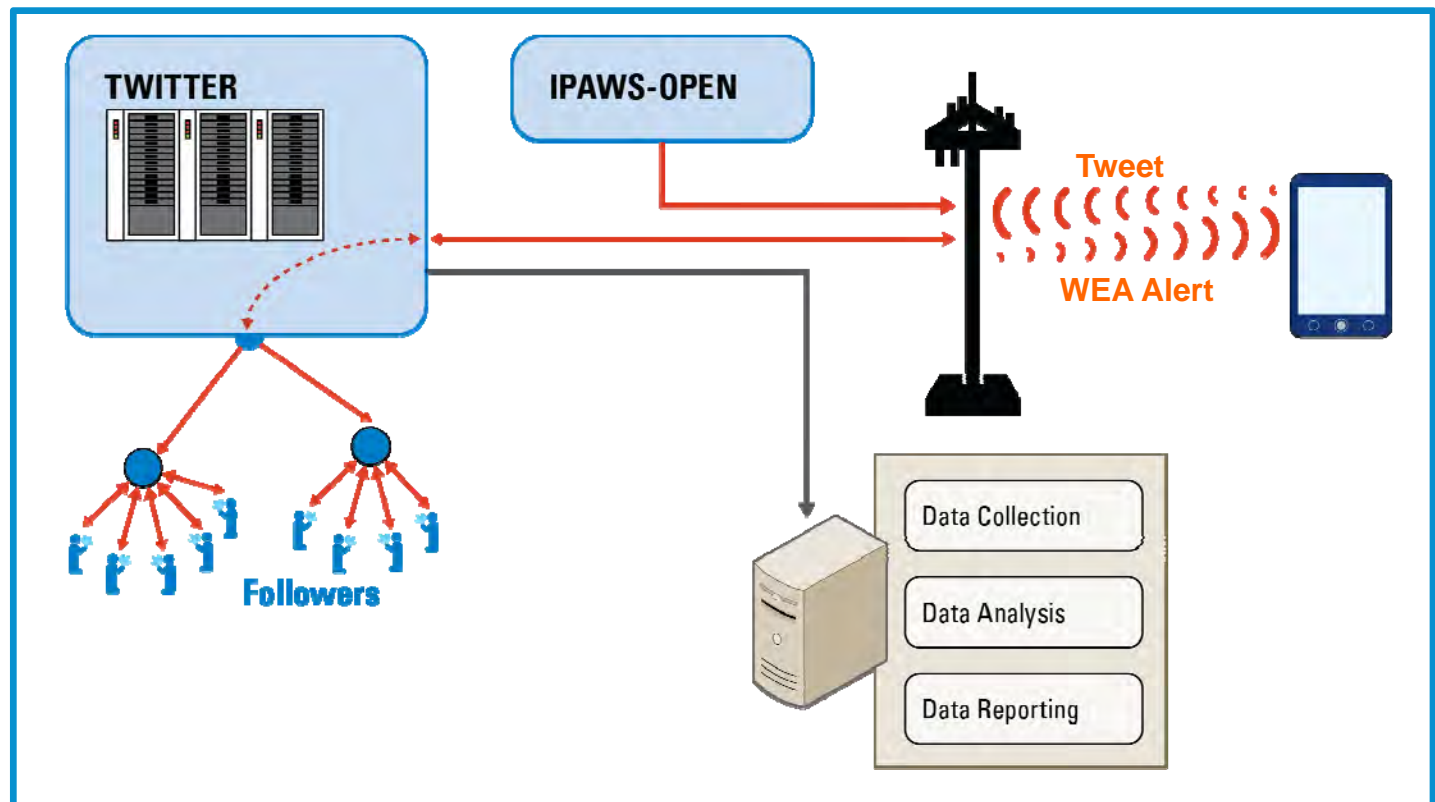 TWITTER
IPAWS-OPEN
Tweet
WEA Alert
Followers
Data Collection
Data Analysis
Data Reporting